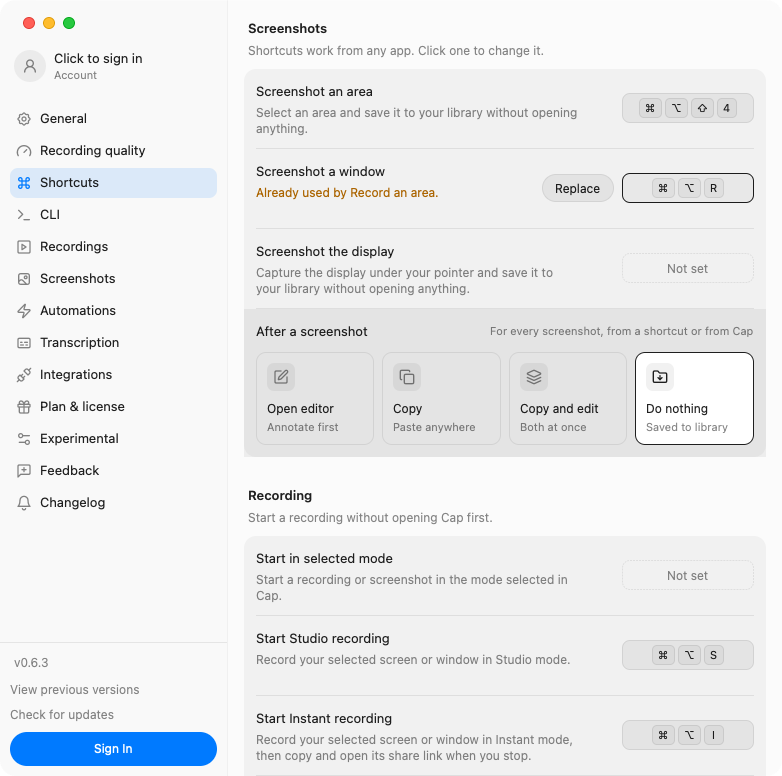 Click to sign in
Account
General
Recording quality
Shortcuts
CLI
Recordings
Screenshots
Automations
Transcription
Integrations
Plan & license
Experimental
Feedback
Changelog
v0.6.3
View previous versions
Check for updates
Sign In
Screenshots
Shortcuts work from any app. Click one to change it.
Screenshot an area
Select an area and save it to your library without opening
anything.
⌘ ⌥ ⇧ 4
Screenshot a window
Already used by Record an area.
Replace
⌘ ⌥ R
Screenshot the display
Capture the display under your pointer and save it to
your library without opening anything.
Not set
After a screenshot
For every screenshot, from a shortcut or from Cap
Open editor
Annotate first
Copy
Paste anywhere
Copy and edit
Both at once
Do nothing
Saved to library
Recording
Start a recording without opening Cap first.
Start in selected mode
Start a recording or screenshot in the mode selected in
Cap.
Not set
Start Studio recording
Record your selected screen or window in Studio mode.
⌘ ⌥ S
Start Instant recording
Record your selected screen or window in Instant mode,
then copy and open its share link when you stop.
⌘ ⌥ I